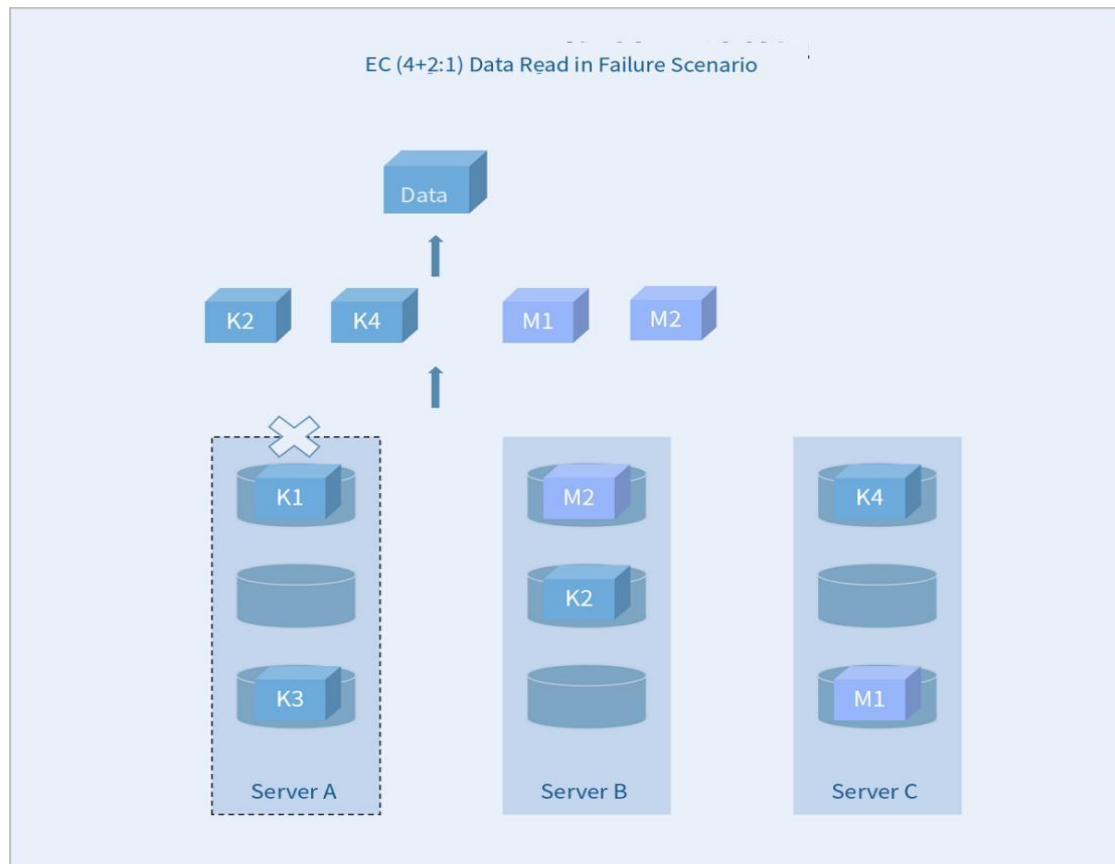 EC (4+2:1) Data Read in Failure Scenario
Data
K2 K4 M1 M2
K1 M2 K4
K2
K3 M1
Server A Server B Server C